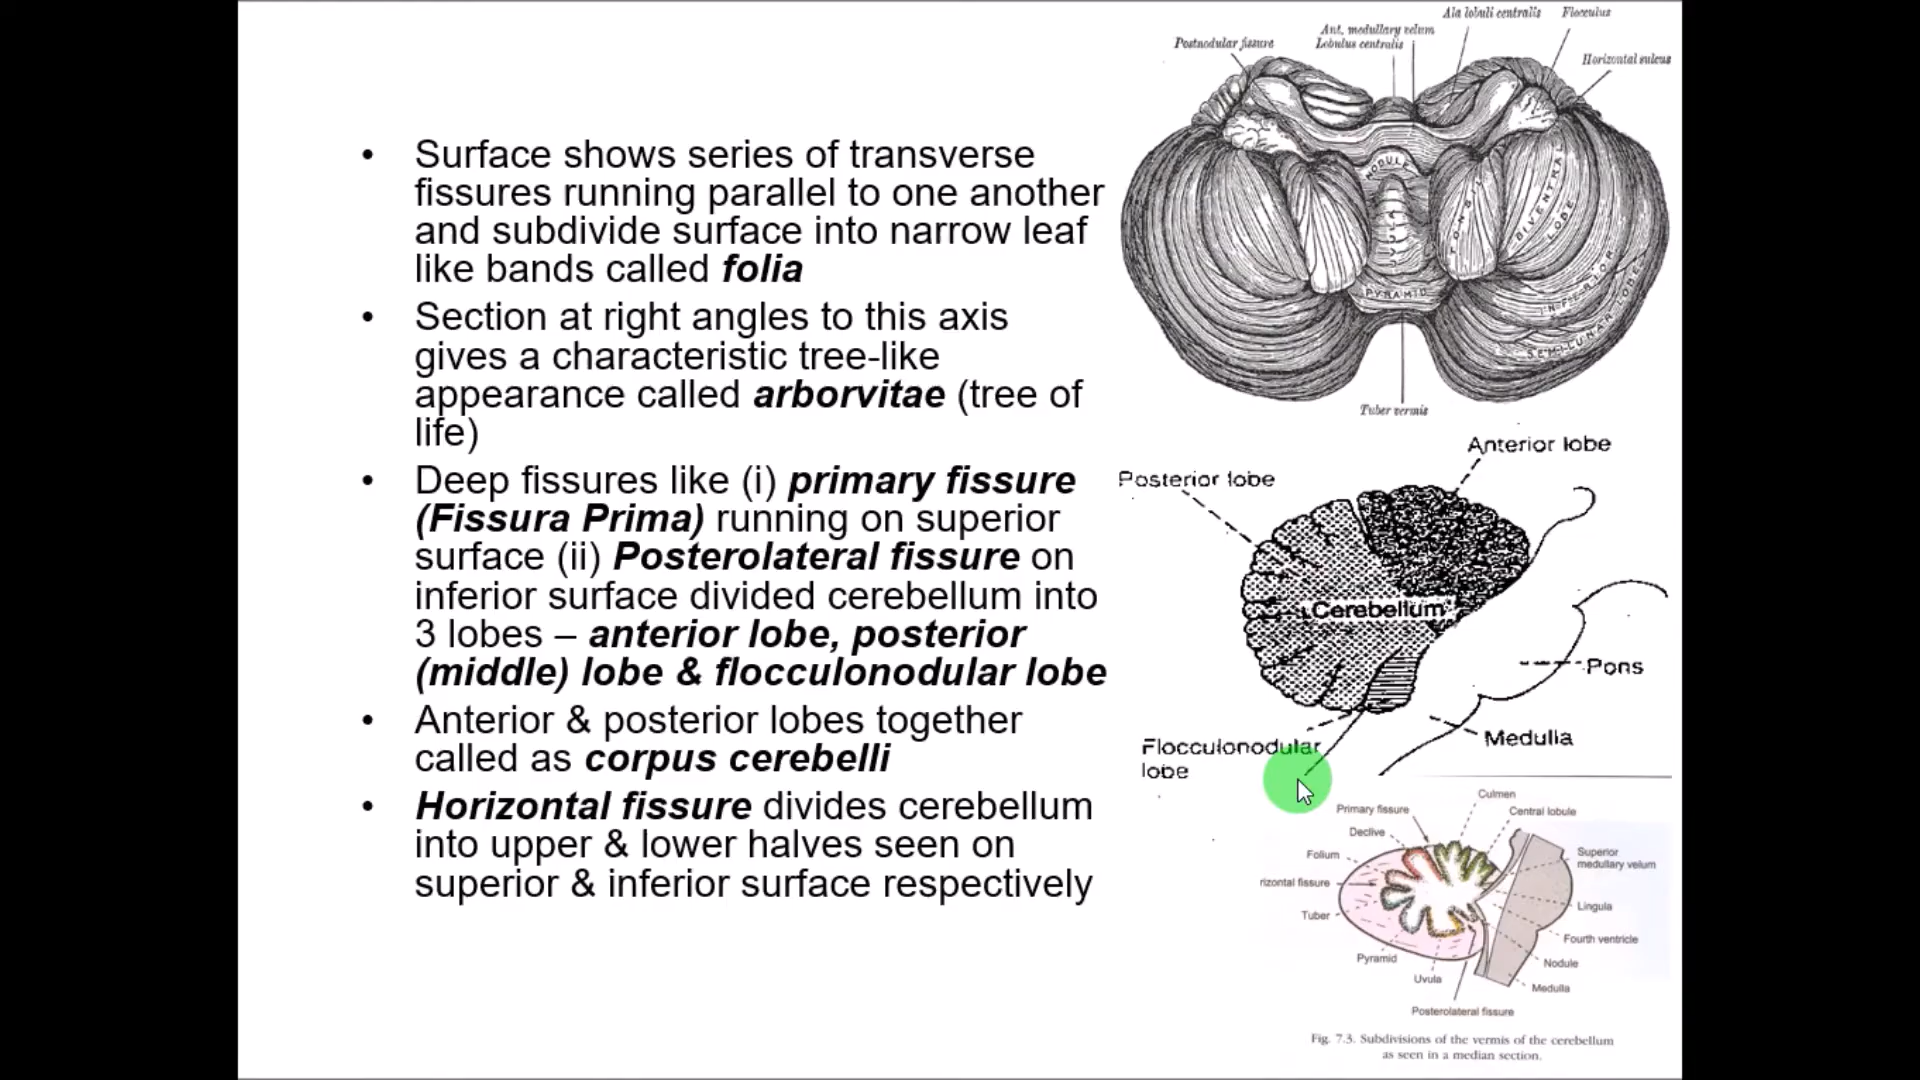 • Surface shows series of transverse
fissures running parallel to one another
and subdivide surface into narrow leaf
like bands called folia
• Section at right angles to this axis
gives a characteristic tree-like
appearance called arborvitae (tree of
life)
• Deep fissures like (i) primary fissure
(Fissura Prima) running on superior
surface (ii) Posterolateral fissure on
inferior surface divided cerebellum into
3 lobes – anterior lobe, posterior
(middle) lobe & flocculonodular lobe
• Anterior & posterior lobes together
called as corpus cerebelli
• Horizontal fissure divides cerebellum
into upper & lower halves seen on
superior & inferior surface respectively
Ala lobuli centralis
Flocculus
Ant. medullary velum
Lobulus centralis
Postnodular fissure
Horizontal sulcus
NODULE
TONSIL
BIVENTRAL
LOBE
PYRAMID
INFERIOR
SEMILUNAR LOBE
Tuber vermis
Anterior lobe
Posterior lobe
Cerebellum
Pons
Medulla
Flocculonodular
lobe
Culmen
Primary fissure
Central lobule
Declive
Folium
Superior
medullary velum
rizontal fissure
Lingula
Tuber
Fourth ventricle
Pyramid
Nodule
Uvula
Medulla
Posterolateral fissure
Fig. 7.3. Subdivisions of the vermis of the cerebellum
as seen in a median section.